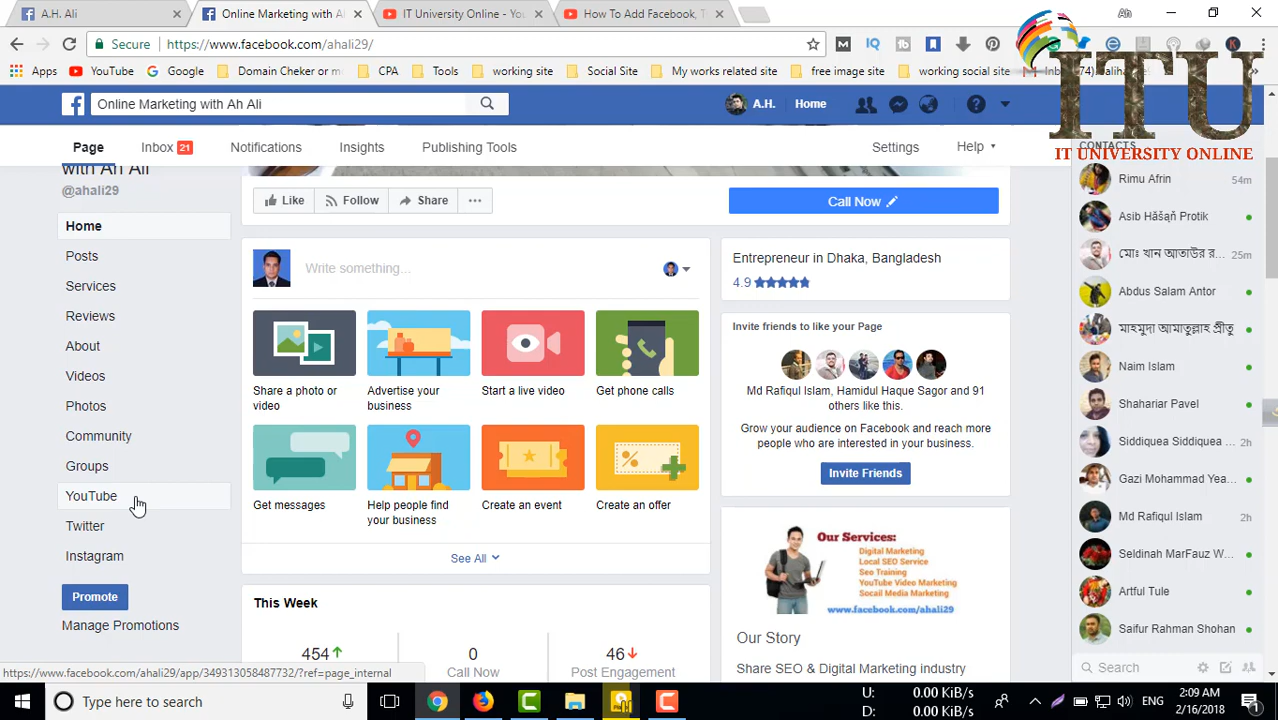 A.H. Ali
Online Marketing with A
IT University Online - Yo
How To Add Facebook, T
Ah
Secure
https://www.facebook.com/ahali29/
Apps
YouTube
Google
Domain Cheker or m
CPA
Tools
working site
Social Site
My works related site
free image site
working social site
ITU
IT UNIVERSITY ONLINE
Online Marketing with Ah Ali
A.H.
Home
Page
Inbox 21
Notifications
Insights
Publishing Tools
Settings
Help
CONTACTS
with Ah Ali
@ahali29
Home
Posts
Services
Reviews
About
Videos
Photos
Community
Groups
YouTube
Twitter
Instagram
Promote
Manage Promotions
Like
Follow
Share
Call Now
Write something...
Share a photo or
video
Advertise your
business
Start a live video
Get phone calls
Get messages
Help people find
your business
Create an event
Create an offer
See All
This Week
454
0
Call Now
46
Post Engagement
Entrepreneur in Dhaka, Bangladesh
4.9
Invite friends to like your Page
Md Rafiqul Islam, Hamidul Haque Sagor and 91
others like this.
Grow your audience on Facebook and reach more
people who are interested in your business.
Invite Friends
Our Services:
Digital Marketing
Local SEO Service
Seo Training
YouTube Video Marketing
Socail Media Marketing
www.facebook.com/ahali29
Our Story
Share SEO & Digital Marketing industry
Rimu Afrin 54m
Asib Håšąň Protik
মোঃ খান আতাউর র... 25m
Abdus Salam Antor
মাহমুদা আমাতুল্লাহ প্রীতু
Naim Islam
Shahariar Pavel
Siddiquea Siddiquea ... 2h
Gazi Mohammad Yea...
Md Rafiqul Islam 2h
Seldinah MarFauz W...
Artful Tule
Saifur Rahman Shohan
Search
https://www.facebook.com/ahali29/app/349313058487732/?ref=page_internal
Type here to search
U: 0.00 KiB/s
D: 0.00 KiB/s
ENG
2:09 AM
2/16/2018